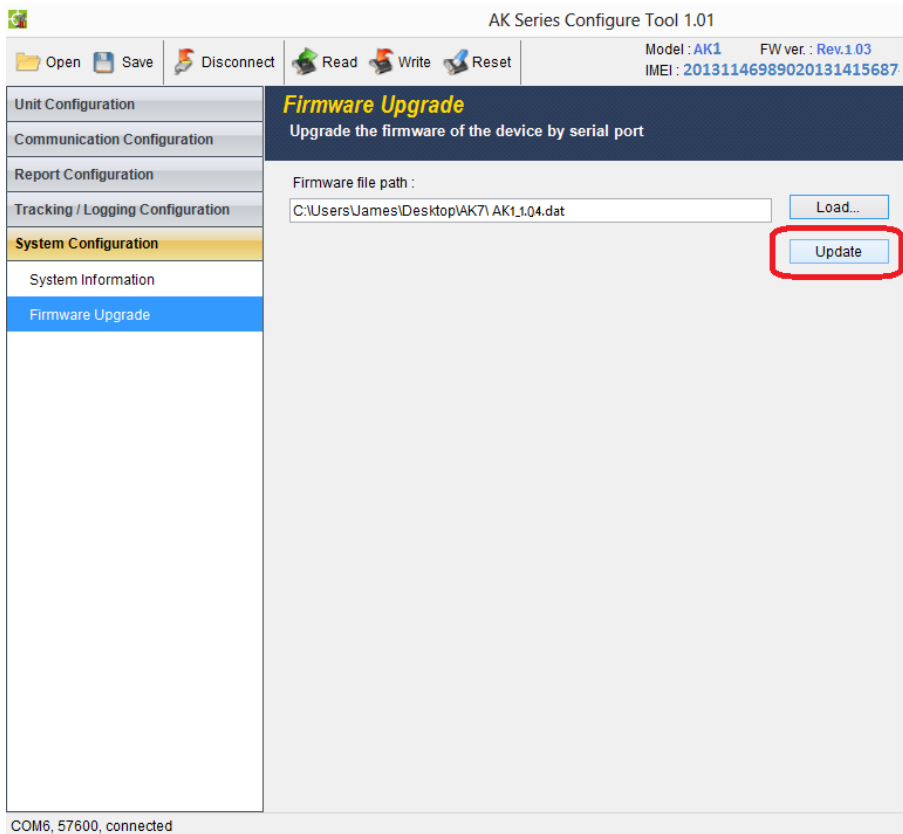 AK Series Configure Tool 1.01
Open Save Disconnect Read Write Reset
Model : AK1 FW ver. : Rev.1.03
IMEI : 20131146989020131415687
Unit Configuration
Communication Configuration
Report Configuration
Tracking / Logging Configuration
System Configuration
System Information
Firmware Upgrade
Firmware Upgrade
Upgrade the firmware of the device by serial port
Firmware file path :
C:\Users\James\Desktop\AK7\ AK1_1.04.dat
Load...
Update
COM6, 57600, connected